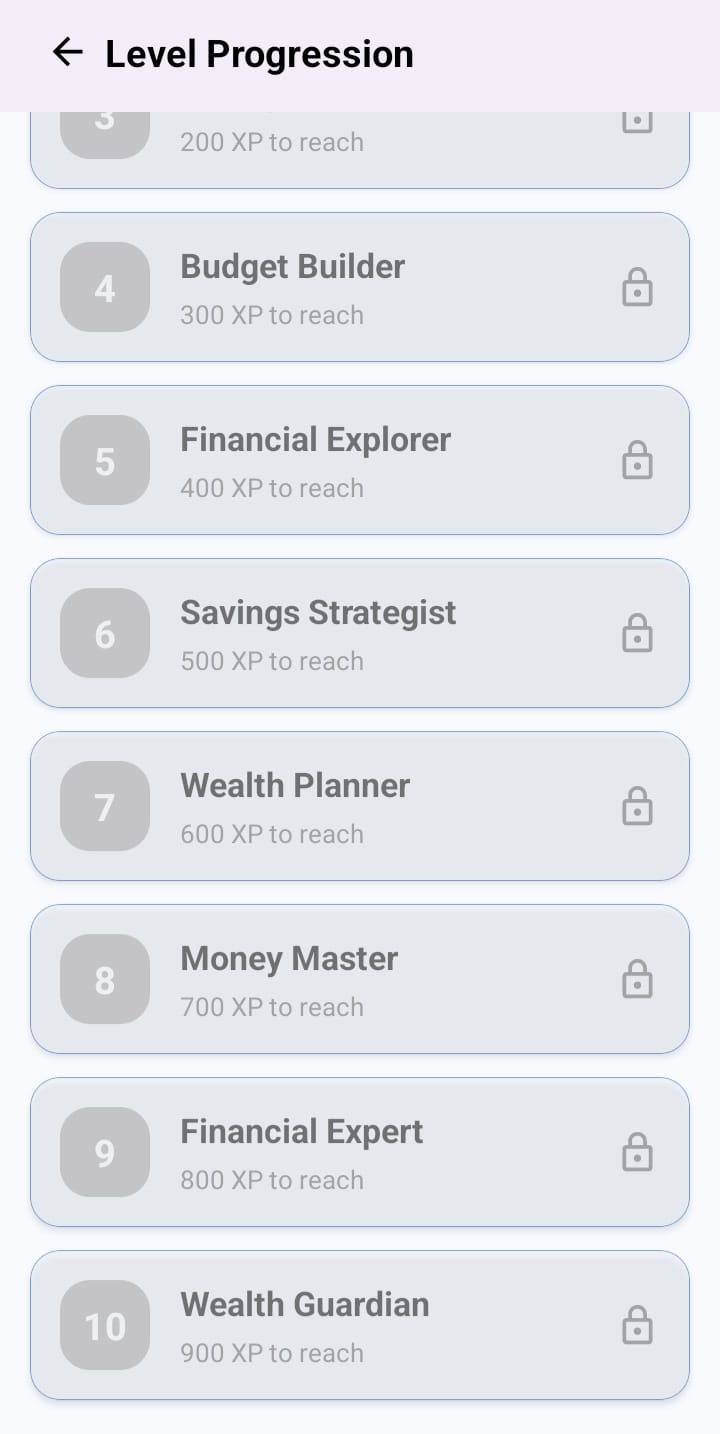 Level Progression
3
200 XP to reach
4
Budget Builder
300 XP to reach
5
Financial Explorer
400 XP to reach
6
Savings Strategist
500 XP to reach
7
Wealth Planner
600 XP to reach
8
Money Master
700 XP to reach
9
Financial Expert
800 XP to reach
10
Wealth Guardian
900 XP to reach